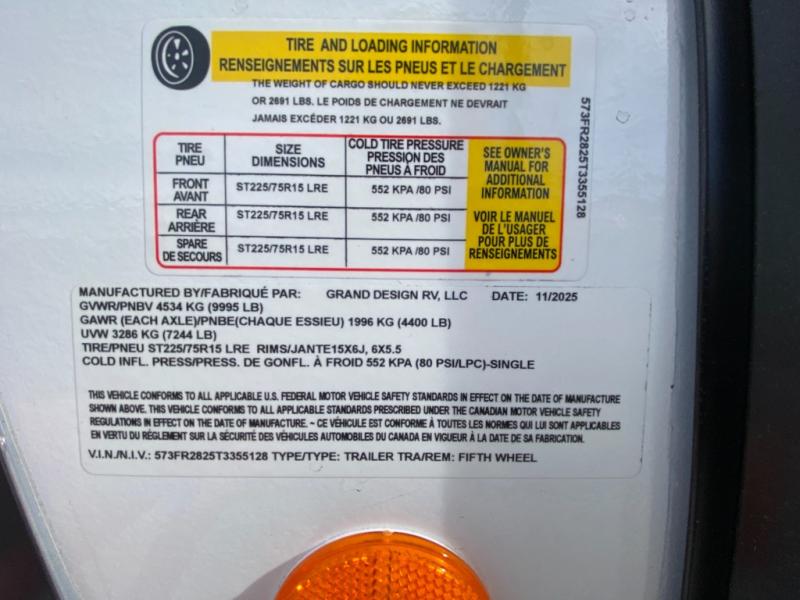 TIRE AND LOADING INFORMATION
RENSEIGNEMENTS SUR LES PNEUS ET LE CHARGEMENT
THE WEIGHT OF CARGO SHOULD NEVER EXCEED 1221 KG
OR 2691 LBS. LE POIDS DE CHARGEMENT NE DEVRAIT
JAMAIS EXCÉDER 1221 KG OU 2691 LBS.
TIRE
PNEU
SIZE
DIMENSIONS
COLD TIRE PRESSURE
PRESSION DES
PNEUS À FROID
FRONT
AVANT
ST225/75R15 LRE
552 KPA /80 PSI
REAR
ARRIÈRE
ST225/75R15 LRE
552 KPA /80 PSI
SPARE
DE SECOURS
ST225/75R15 LRE
552 KPA /80 PSI
SEE OWNER'S
MANUAL FOR
ADDITIONAL
INFORMATION
VOIR LE MANUEL
DE L'USAGER
POUR PLUS DE
RENSEIGNEMENTS
573FR2825T3355128
MANUFACTURED BY/FABRIQUÉ PAR: GRAND DESIGN RV, LLC DATE: 11/2025
GVWR/PNBV 4534 KG (9995 LB)
GAWR (EACH AXLE)/PNBE(CHAQUE ESSIEU) 1996 KG (4400 LB)
UVW 3286 KG (7244 LB)
TIRE/PNEU ST225/75R15 LRE RIMS/JANTE15X6J, 6X5.5
COLD INFL. PRESS/PRESS. DE GONFL. À FROID 552 KPA (80 PSI/LPC)-SINGLE
THIS VEHICLE CONFORMS TO ALL APPLICABLE U.S. FEDERAL MOTOR VEHICLE SAFETY STANDARDS IN EFFECT ON THE DATE OF MANUFACTURE
SHOWN ABOVE. THIS VEHICLE CONFORMS TO ALL APPLICABLE STANDARDS PRESCRIBED UNDER THE CANADIAN MOTOR VEHICLE SAFETY
REGULATIONS IN EFFECT ON THE DATE OF MANUFACTURE. ~ CE VÉHICULE EST CONFORME À TOUTES LES NORMES QUI LUI SONT APPLICABLES
EN VERTU DU RÉGLEMENT SUR LA SÉCURITÉ DES VÉHICULES AUTOMOBILES DU CANADA EN VIGUEUR À LA DATE DE SA FABRICATION.
V.I.N./N.I.V.: 573FR2825T3355128 TYPE/TYPE: TRAILER TRA/REM: FIFTH WHEEL